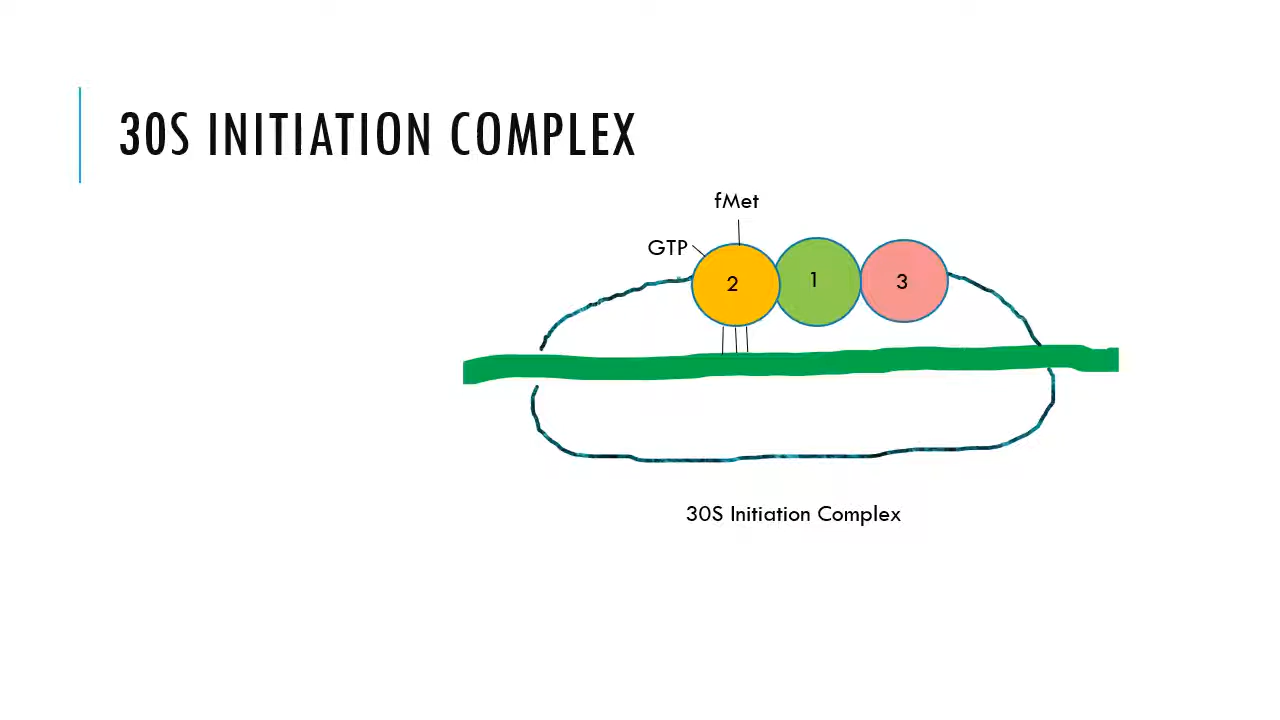 30S INITIATION COMPLEX
fMet
GTP
2
1
3
30S Initiation Complex